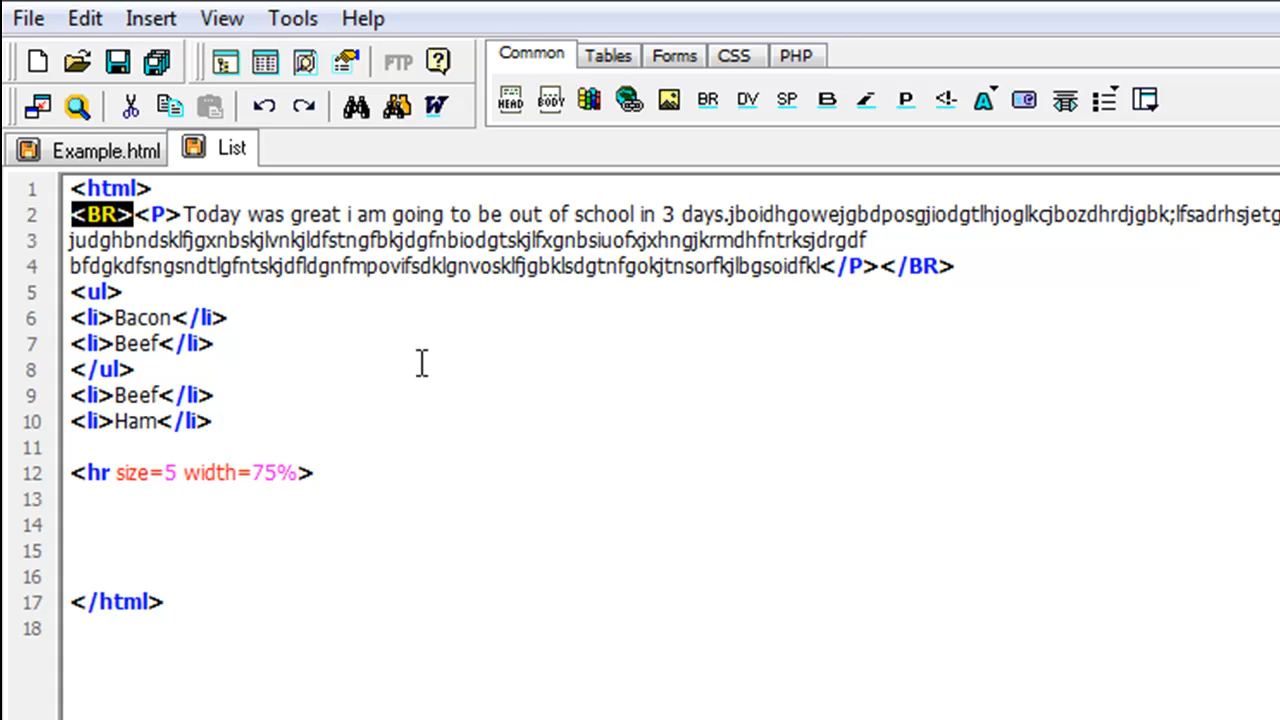 File Edit Insert View Tools Help
FTP
Common Tables Forms CSS PHP
HEAD BODY BR DV SP B P <!- A
W
Example.html List
1 <html>
2 <BR><P>Today was great i am going to be out of school in 3 days.
3 judghbndsklfjgxnbskjlvnkjldfstngfbkjdgfnbiodgtskjlfxgnbsiuofxjxhngjkrmdhfntrksjdrgdf
4 bfdgkdfsngsndtlgfntskjdfldgnfmpovifsdklgnvosklfjgbklsdgtnfgokjtnsorfkjlbgsoidfkl</P></BR>
5 <ul>
6 <li>Bacon</li>
7 <li>Beef</li>
8 </ul>
9 <li>Beef</li>
10 <li>Ham</li>
11
12 <hr size=5 width=75%>
13
14
15
16
17 </html>
18